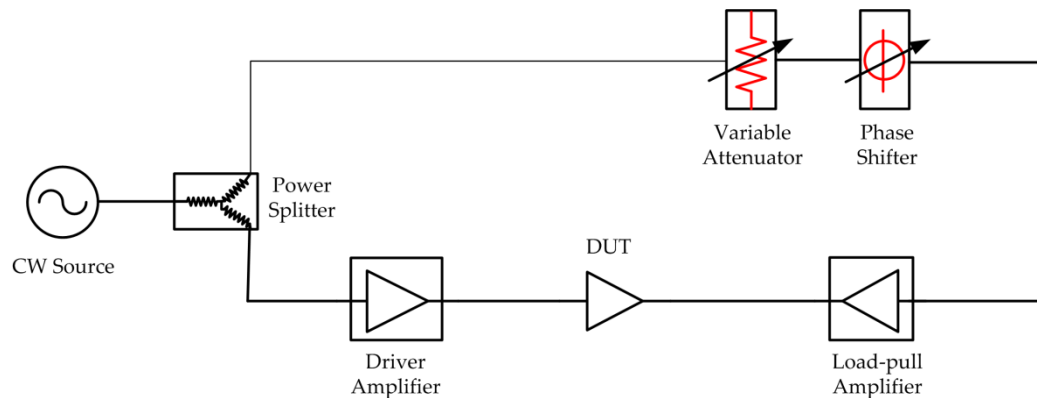 Variable
Attenuator
Phase
Shifter
Power
Splitter
CW Source
DUT
Driver
Amplifier
Load-pull
Amplifier